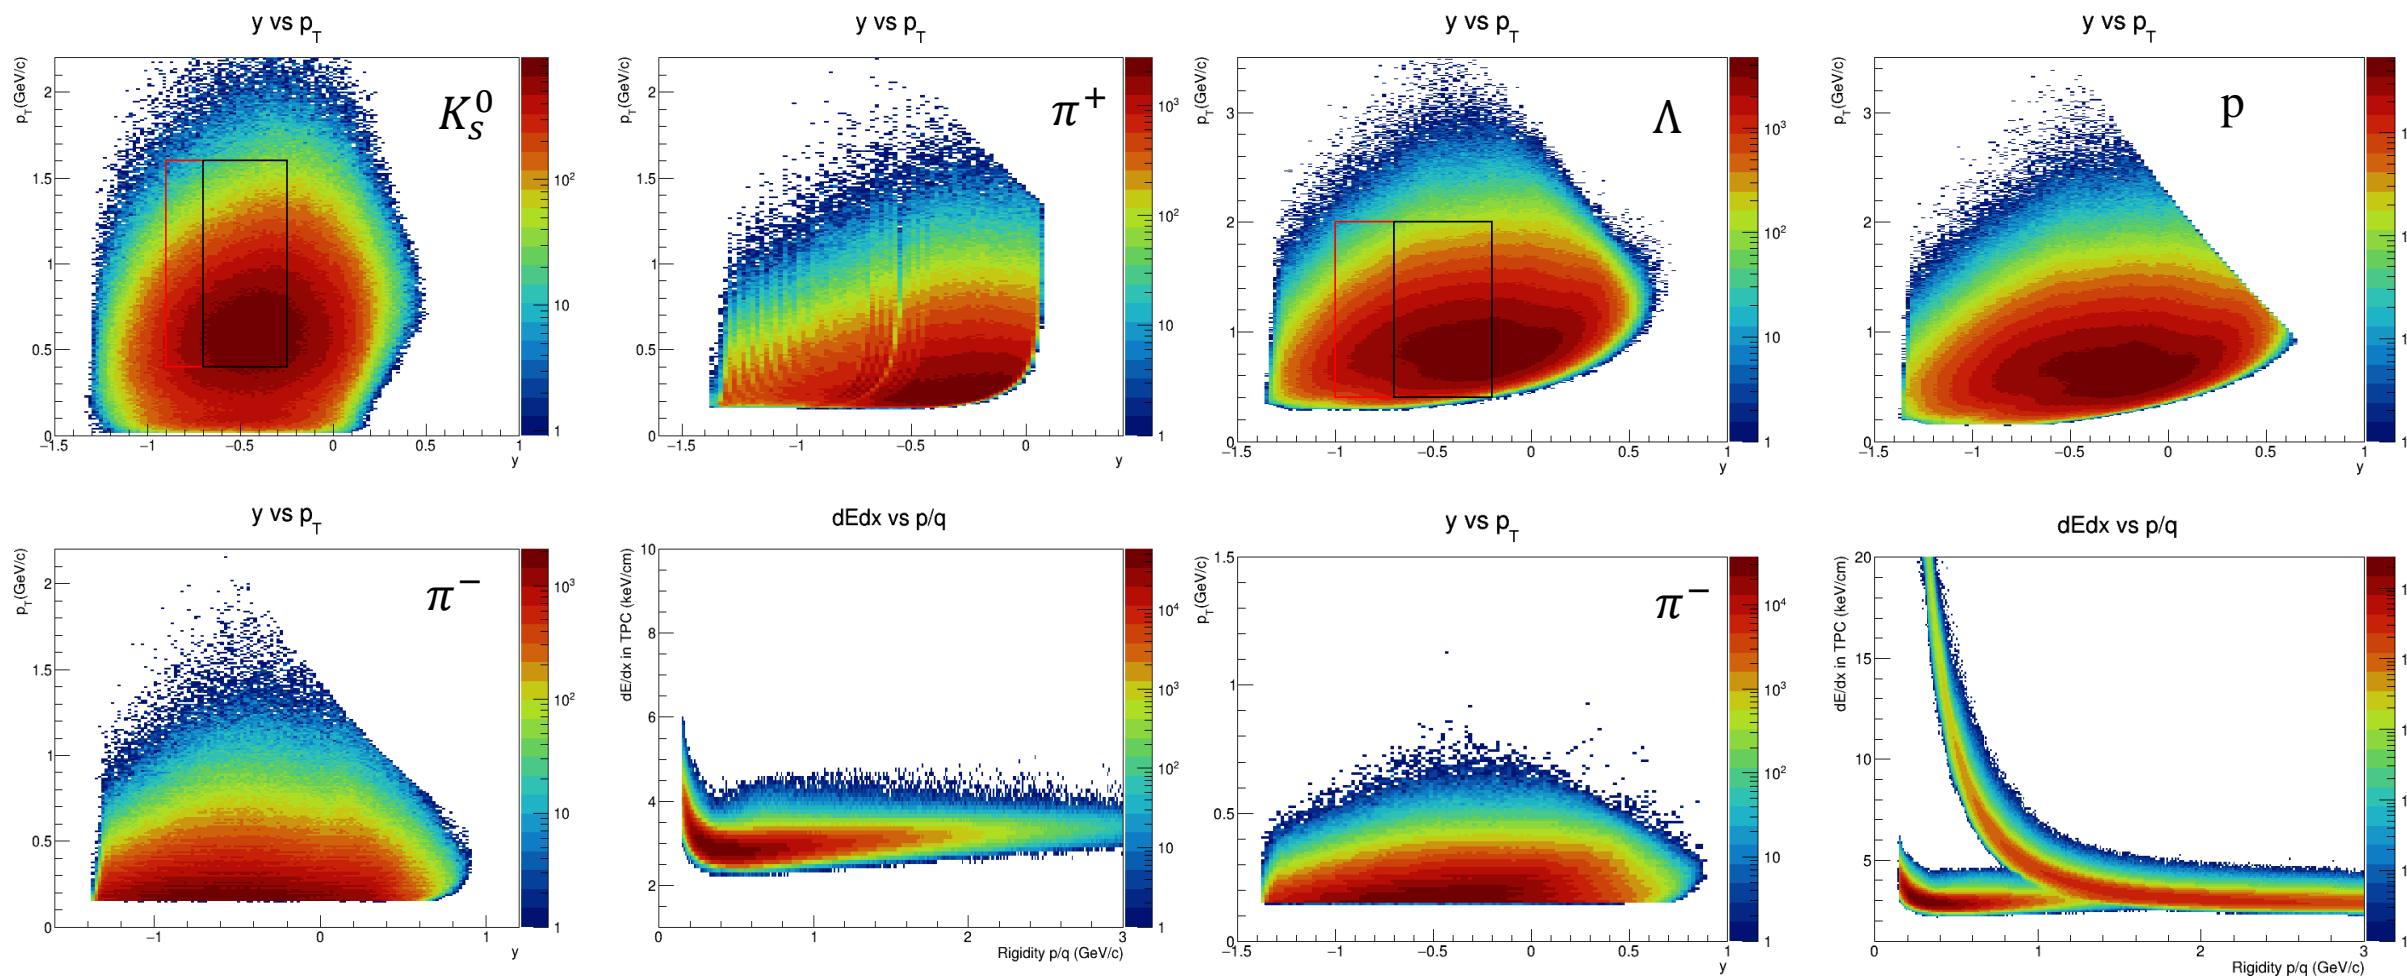 y vs p_T
p_T(GeV/c)
K_S^0
2
1.5
1
0.5
0
−1.5 −1 −0.5 0 0.5 1
y
10^2
10
1
y vs p_T
p_T(GeV/c)
π^+
2
1.5
1
0.5
0
−1.5 −1 −0.5 0
y
10^3
10^2
10
1
y vs p_T
p_T(GeV/c)
Λ
3
2
1
0
−1.5 −1 −0.5 0 0.5 1
y
10^3
10^2
10
1
y vs p_T
p_T(GeV/c)
p
3
2
1
0
−1.5 −1 −0.5 0 0.5 1
y
y vs p_T
p_T(GeV/c)
π^−
2
1.5
1
0.5
0
−1 0 1
y
10^3
10^2
10
1
dEdx vs p/q
dE/dx in TPC (keV/cm)
10
8
6
4
2
0 1 2 3
Rigidity p/q (GeV/c)
10^4
10^3
10^2
10
1
y vs p_T
p_T(GeV/c)
π^−
1.5
1
0.5
0
−1.5 −1 −0.5 0 0.5 1
y
10^4
10^3
10^2
10
1
dEdx vs p/q
dE/dx in TPC (keV/cm)
20
15
10
5
0 1 2 3
Rigidity p/q (GeV/c)